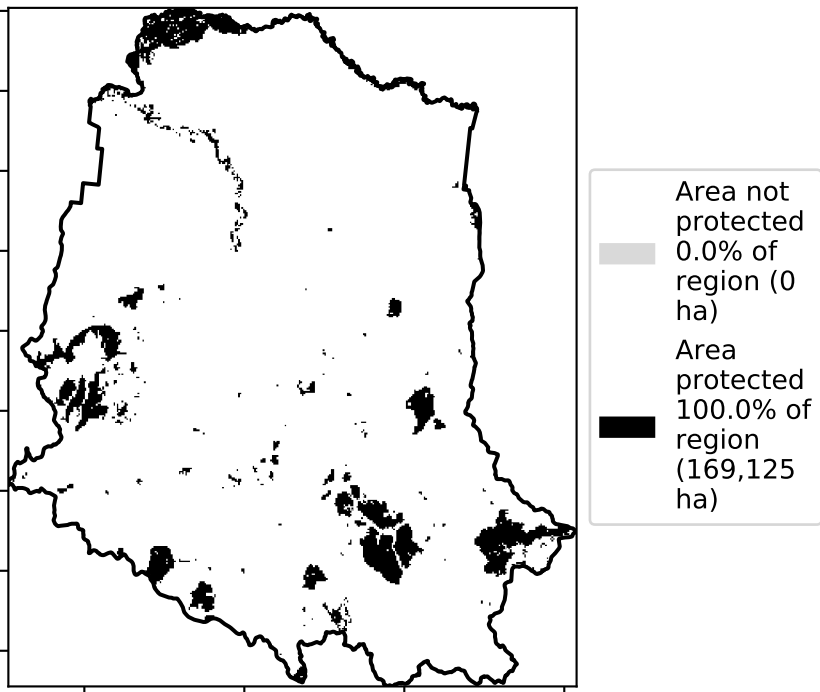 Area not
protected
0.0% of
region (0
ha)
Area
protected
100.0% of
region
(169,125
ha)